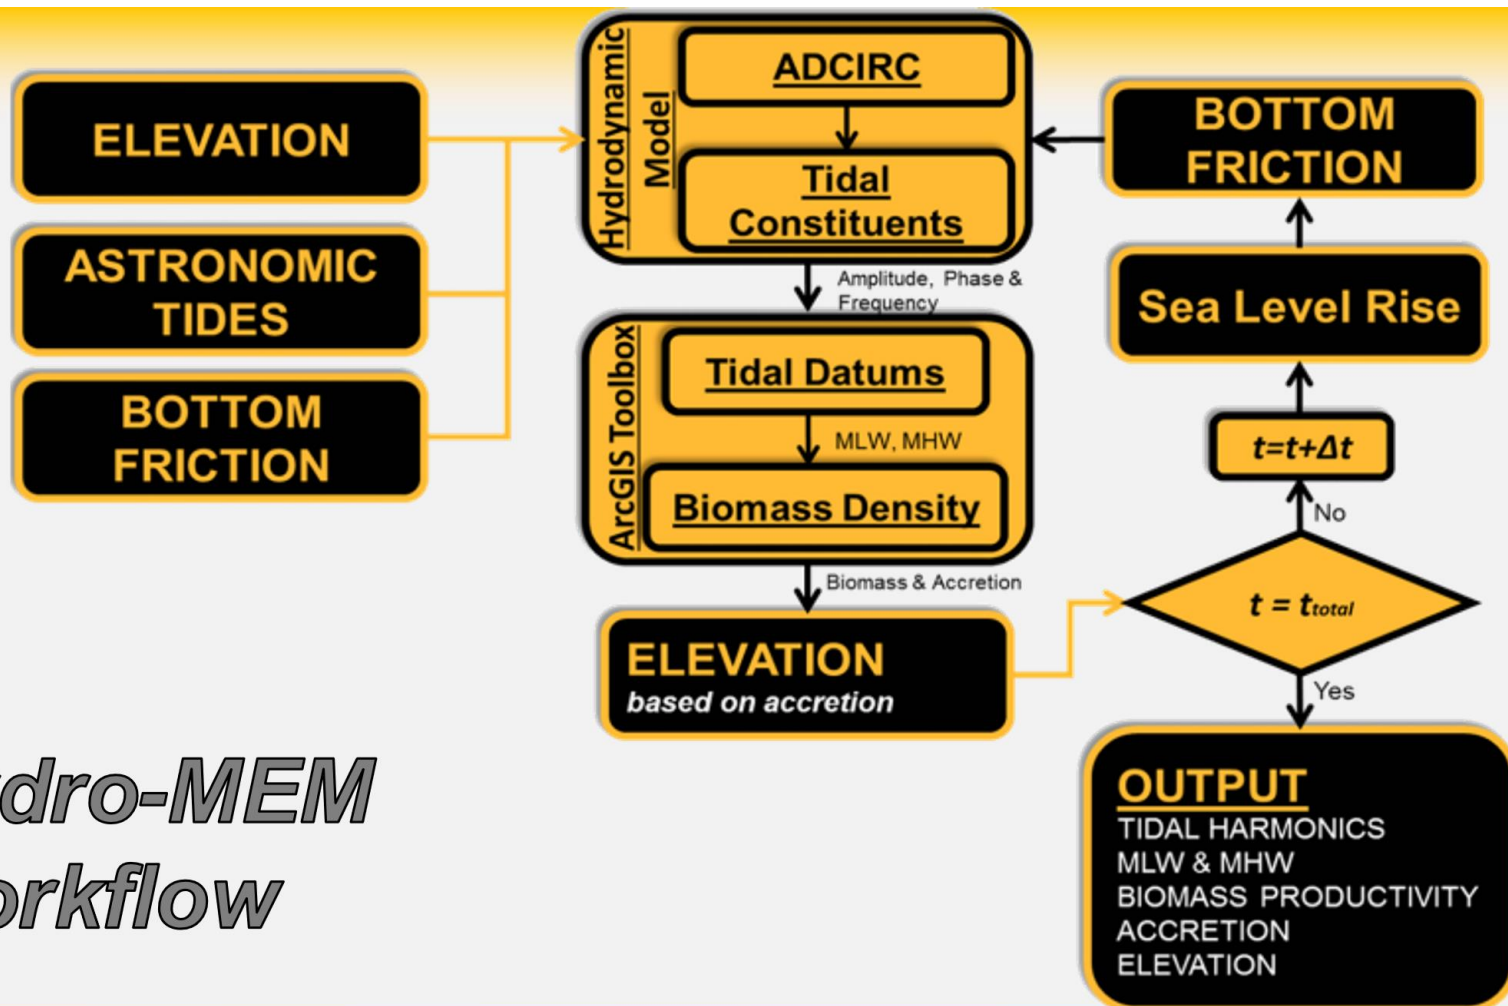 ELEVATION
ASTRONOMIC
TIDES
BOTTOM
FRICTION
Hydrodynamic
Model
ADCIRC
Tidal
Constituents
Amplitude, Phase &
Frequency
ArcGIS Toolbox
Tidal Datums
MLW, MHW
Biomass Density
Biomass & Accretion
ELEVATION
based on accretion
BOTTOM
FRICTION
Sea Level Rise
t=t+Δt
No
t = ttotal
Yes
OUTPUT
TIDAL HARMONICS
MLW & MHW
BIOMASS PRODUCTIVITY
ACCRETION
ELEVATION
dro-MEM
orkflow